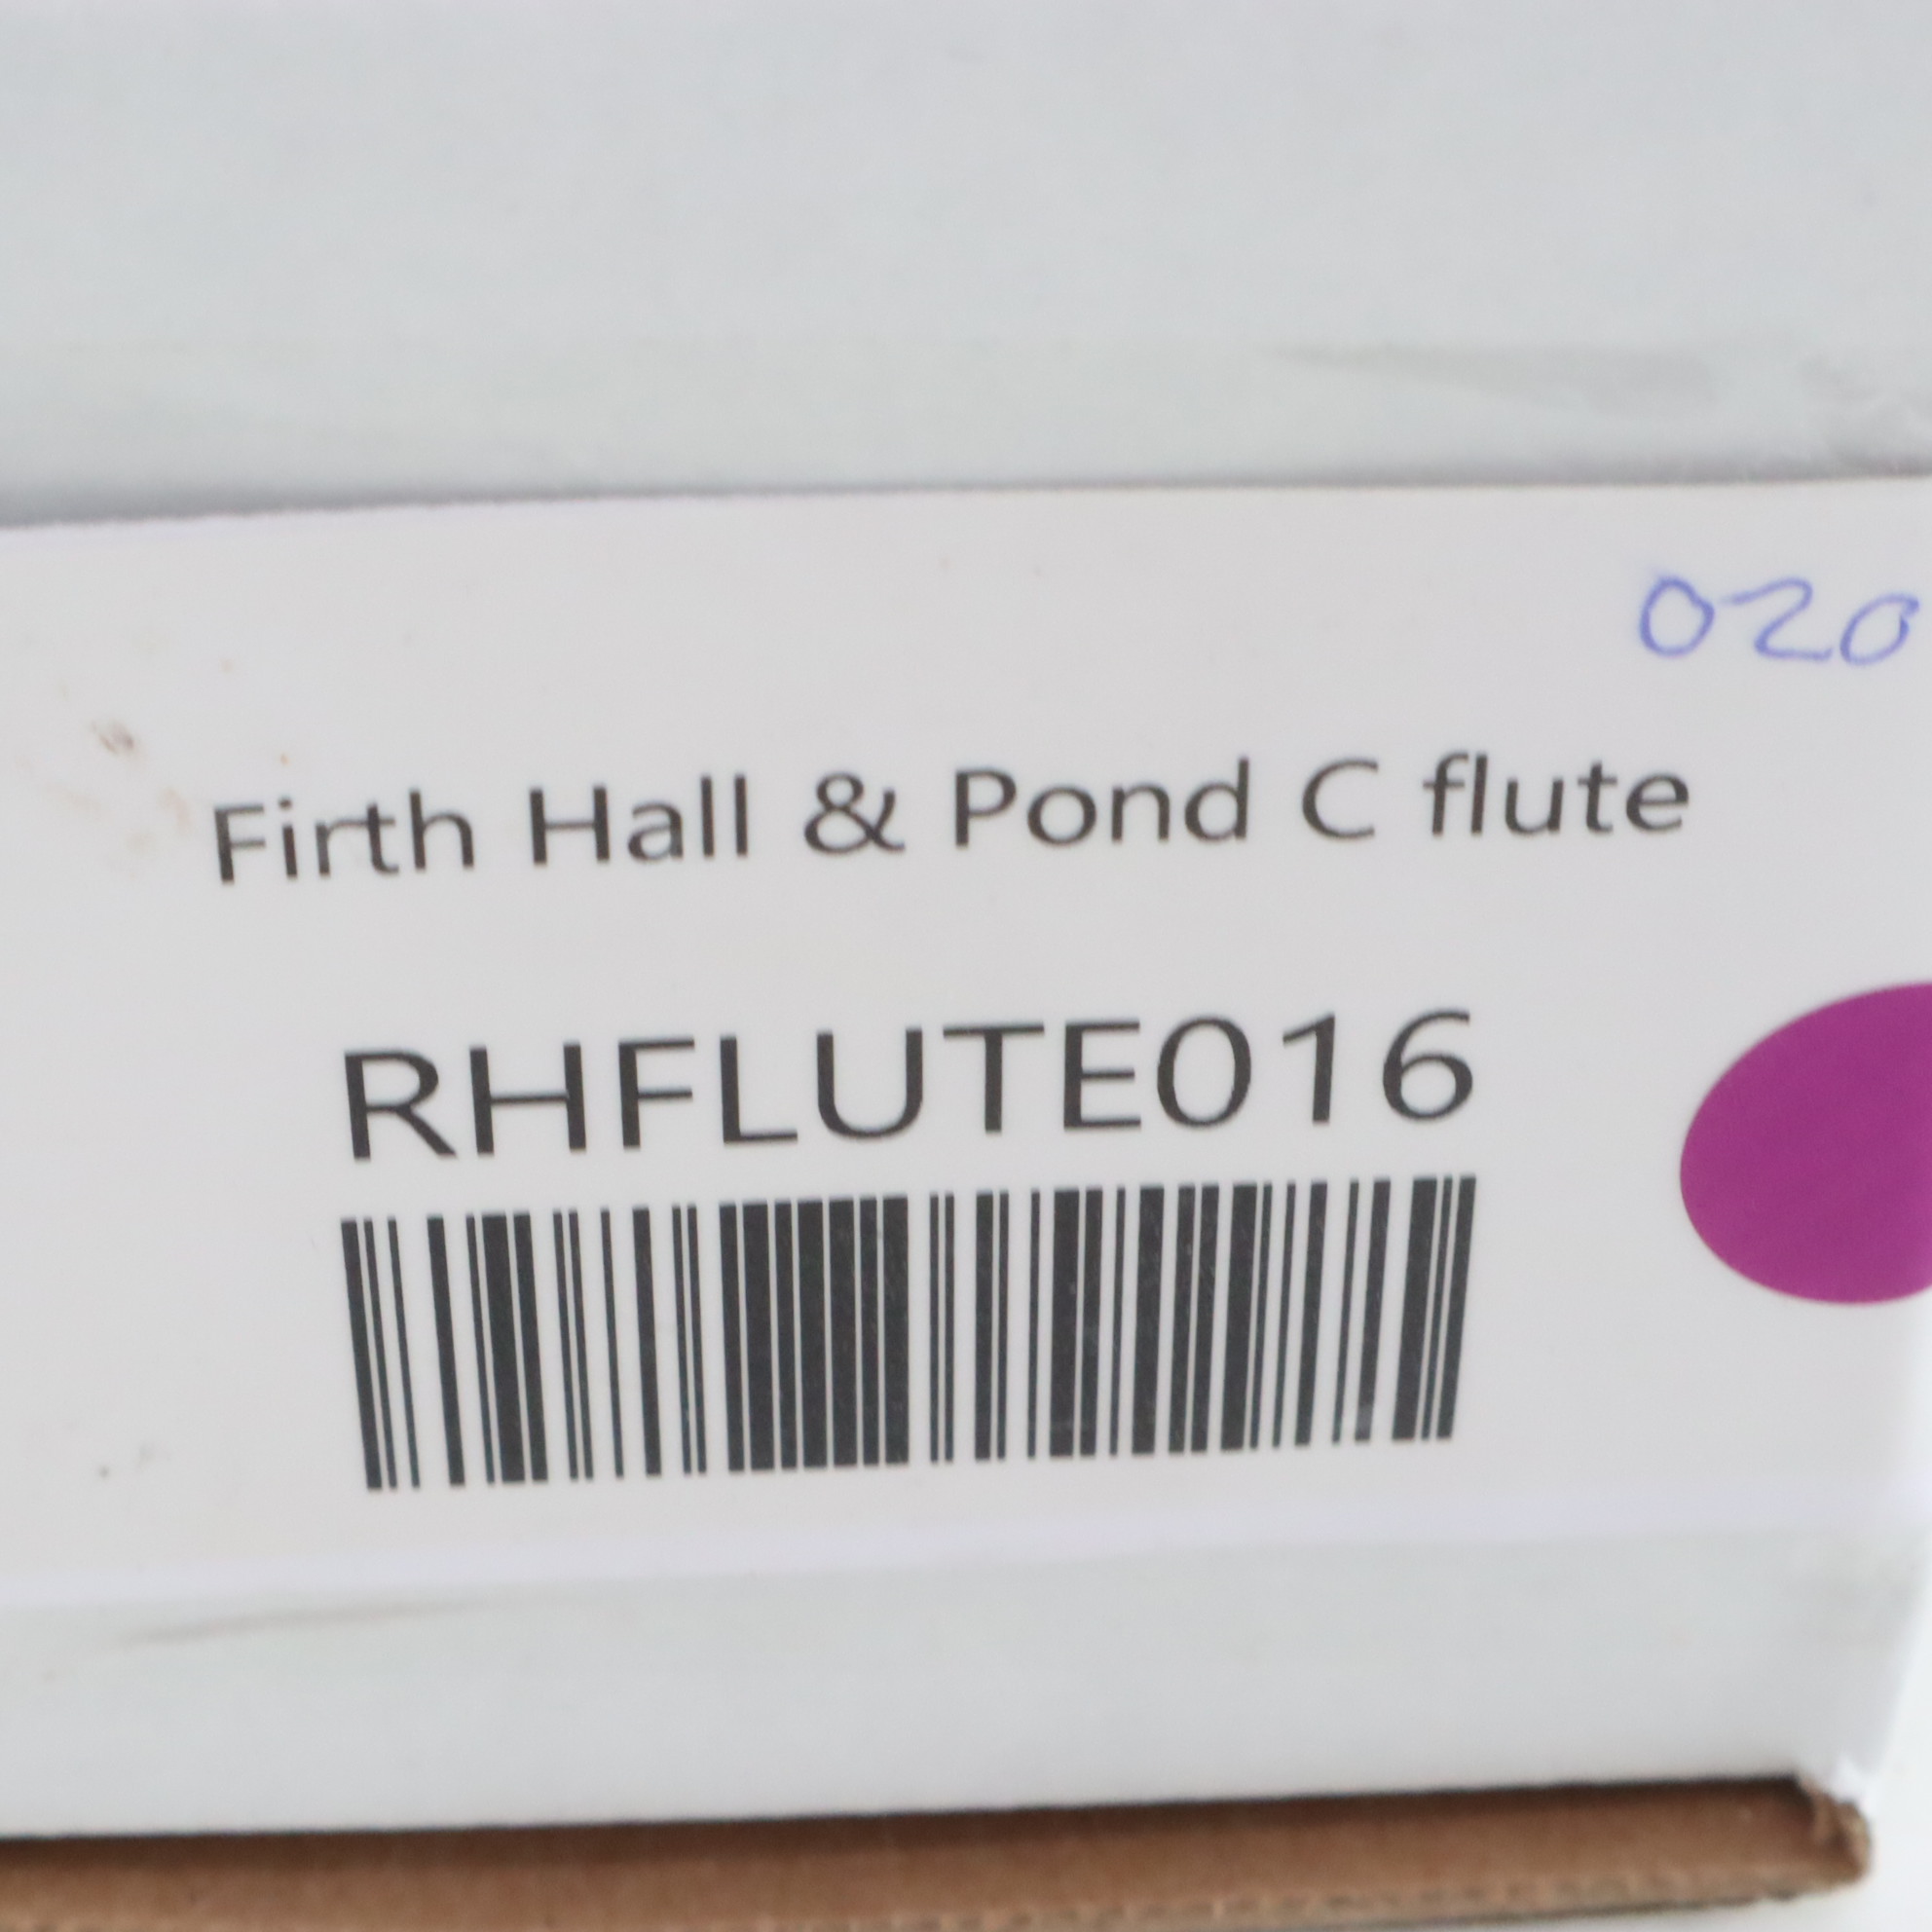 020
Firth Hall & Pond C flute
RHFLUTE016